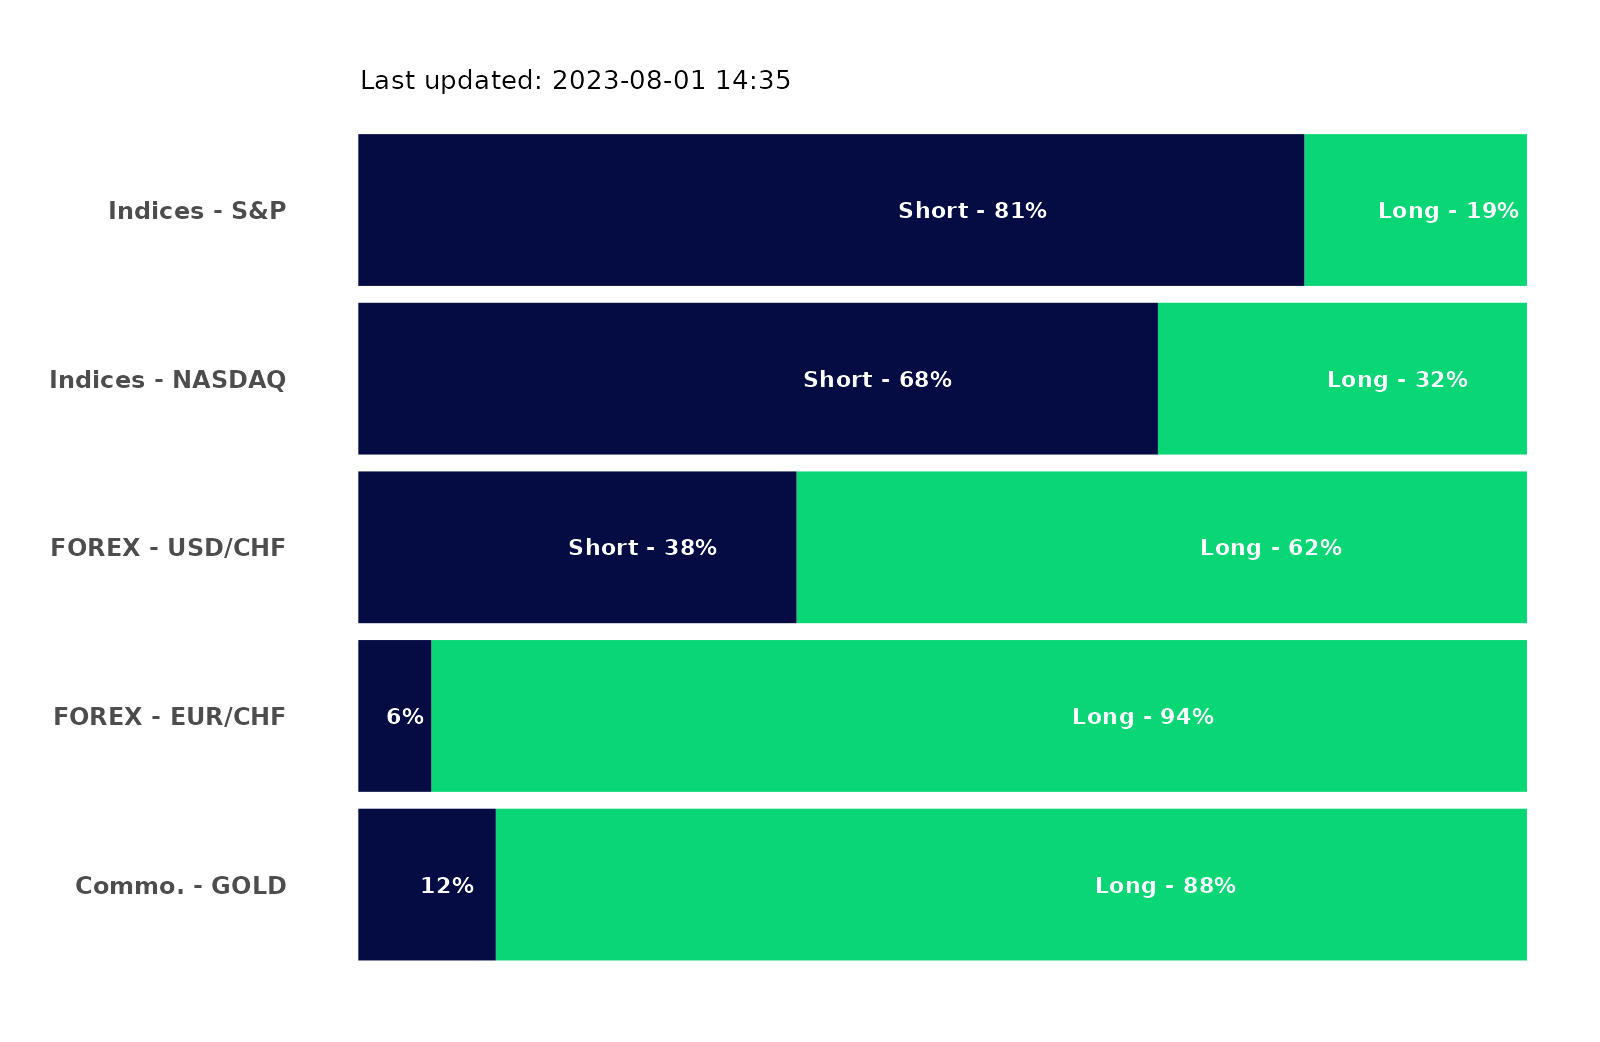 Last updated: 2023-08-01 14:35
Indices - S&P Short - 81% Long - 19%
Indices - NASDAQ Short - 68% Long - 32%
FOREX - USD/CHF Short - 38% Long - 62%
FOREX - EUR/CHF 6% Long - 94%
Commo. - GOLD 12% Long - 88%